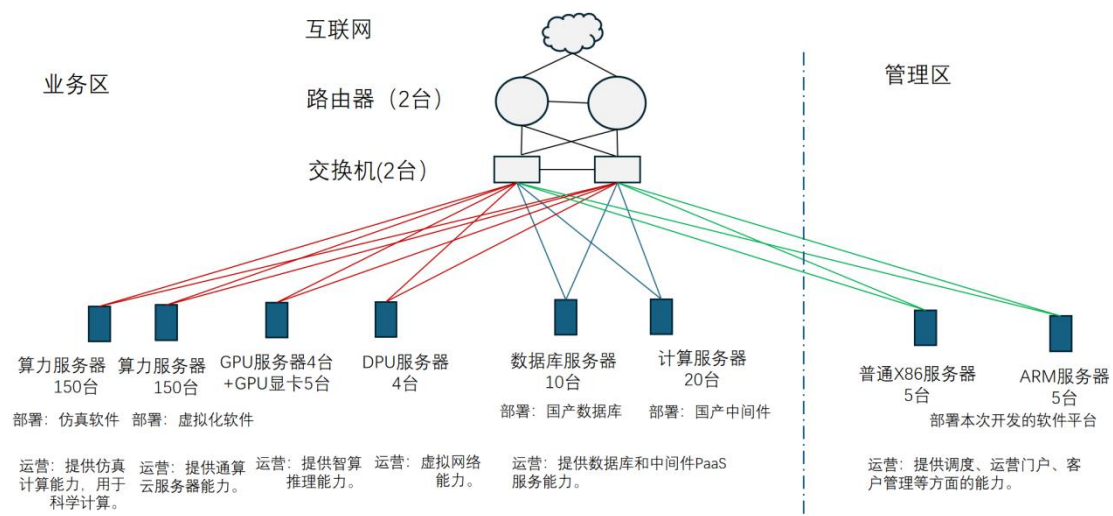 互联网
业务区
管理区
路由器（2台）
交换机(2台）
算力服务器
150台
算力服务器
150台
GPU服务器4台
+GPU显卡5台
DPU服务器
4台
数据库服务器
10台
计算服务器
20台
普通X86服务器
5台
ARM服务器
5台
部署：仿真软件
部署：虚拟化软件
部署：国产数据库
部署：国产中间件
部署本次开发的软件平台
运营：提供仿真
计算能力，用于
科学计算。
运营：提供通算
云服务器能力。
运营：提供智算
推理能力。
运营：虚拟网络
能力。
运营：提供数据库和中间件PaaS
服务能力。
运营：提供调度、运营门户、客
户管理等方面的能力。